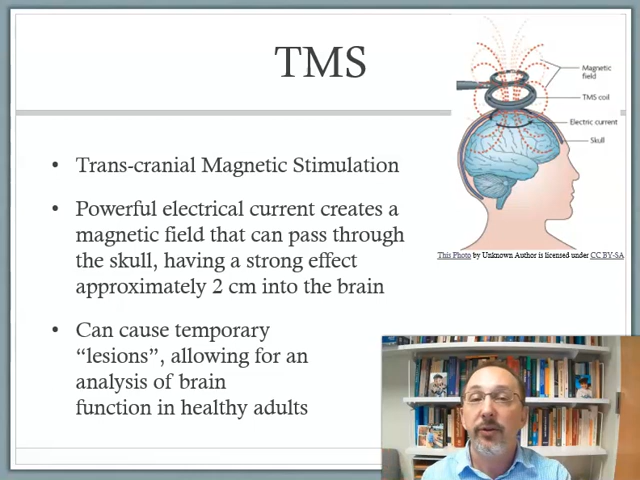 TMS
Magnetic
field
TMS coil
Electric current
Skull
This Photo by Unknown Author is licensed under CC BY-SA
• Trans-cranial Magnetic Stimulation
• Powerful electrical current creates a
magnetic field that can pass through
the skull, having a strong effect
approximately 2 cm into the brain
• Can cause temporary
“lesions”, allowing for an
analysis of brain
function in healthy adults